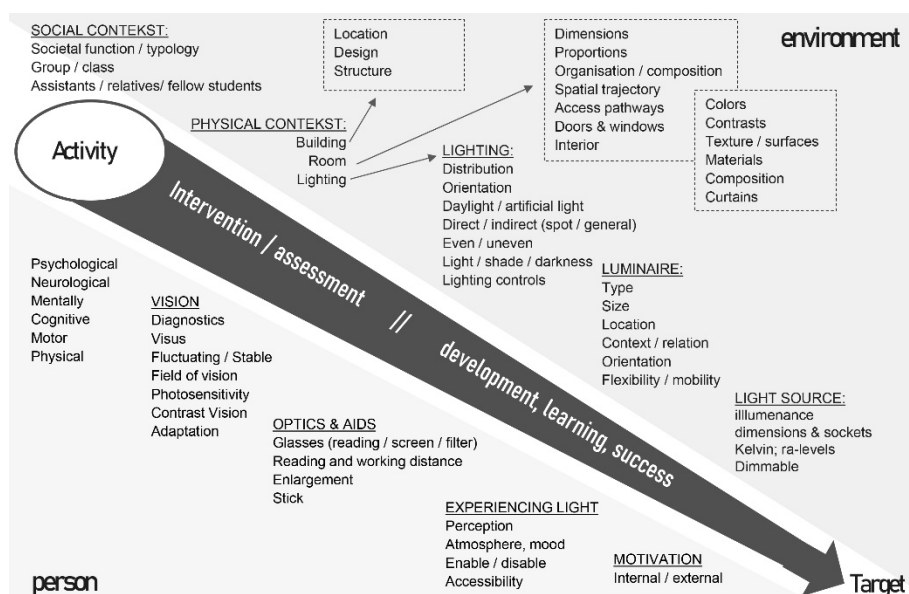 SOCIAL CONTEKST:
Societal function / typology
Group / class
Assistants / relatives/ fellow students
Location
Design
Structure
Dimensions
Proportions
Organisation / composition
Spatial trajectory
Access pathways
Doors & windows
Interior
environment
Colors
Contrasts
Texture / surfaces
Materials
Composition
Curtains
PHYSICAL CONTEKST:
Building
Room
Lighting
Activity
LIGHTING:
Distribution
Orientation
Daylight / artificial light
Direct / indirect (spot / general)
Even / uneven
Light / shade / darkness
Lighting controls
Intervention / assessment // development, learning, success
LUMINAIRE:
Type
Size
Location
Context / relation
Orientation
Flexibility / mobility
LIGHT SOURCE:
illlumenance
dimensions & sockets
Kelvin; ra-levels
Dimmable
Psychological
Neurological
Mentally
Cognitive
Motor
Physical
VISION
Diagnostics
Visus
Fluctuating / Stable
Field of vision
Photosensitivity
Contrast Vision
Adaptation
OPTICS & AIDS
Glasses (reading / screen / filter)
Reading and working distance
Enlargement
Stick
EXPERIENCING LIGHT
Perception
Atmosphere, mood
Enable / disable
Accessibility
MOTIVATION
Internal / external
person
Target